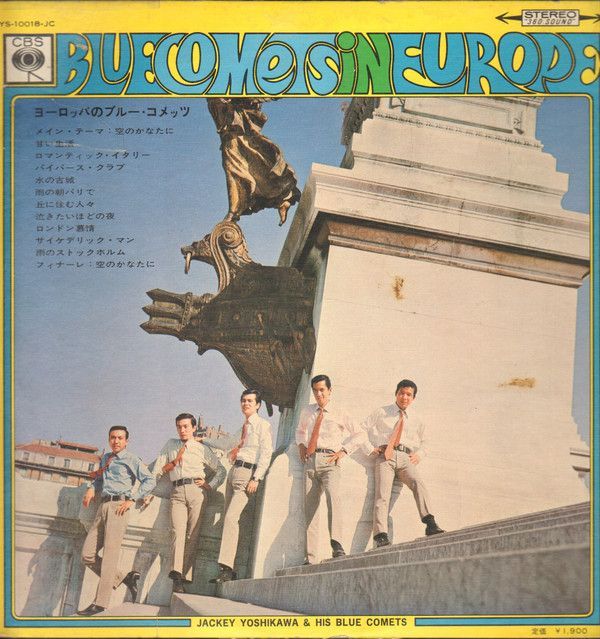 YS-10018-JC
STEREO
"360 SOUND"
CBS
BLUE COMETS IN EUROPE
ヨーロッパのブルー・コメッツ
メイン・テーマ:空のかなたに
甘い生活
ロマンティック・イタリー
パイパース・クラブ
水の古城
雨の朝パリで
丘に住む人々
泣きたいほどの夜
ロンドン慕情
サイケデリック・マン
雨のストックホルム
フィナーレ:空のかなたに
JACKEY YOSHIKAWA & HIS BLUE COMETS
定価 ¥1,900